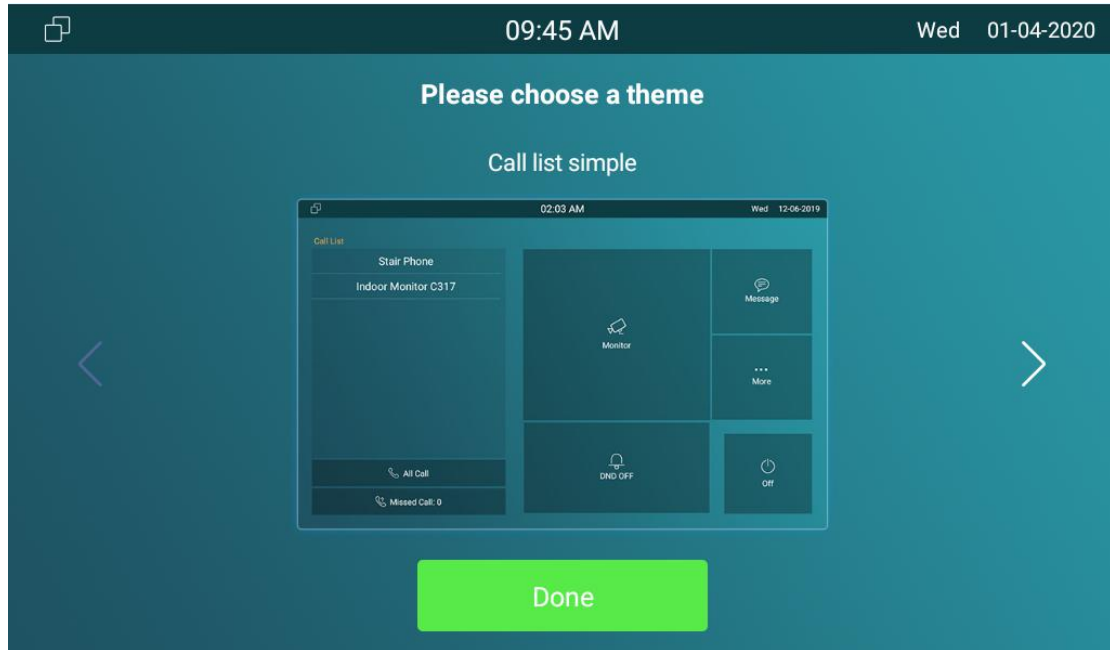 09:45 AM
Wed 01-04-2020
Please choose a theme
Call list simple
02:03 AM
Wed 12-06-2019
Call List
Stair Phone
Indoor Monitor C317
Monitor
Message
More
All Call
Missed Call: 0
DND OFF
Off
Done